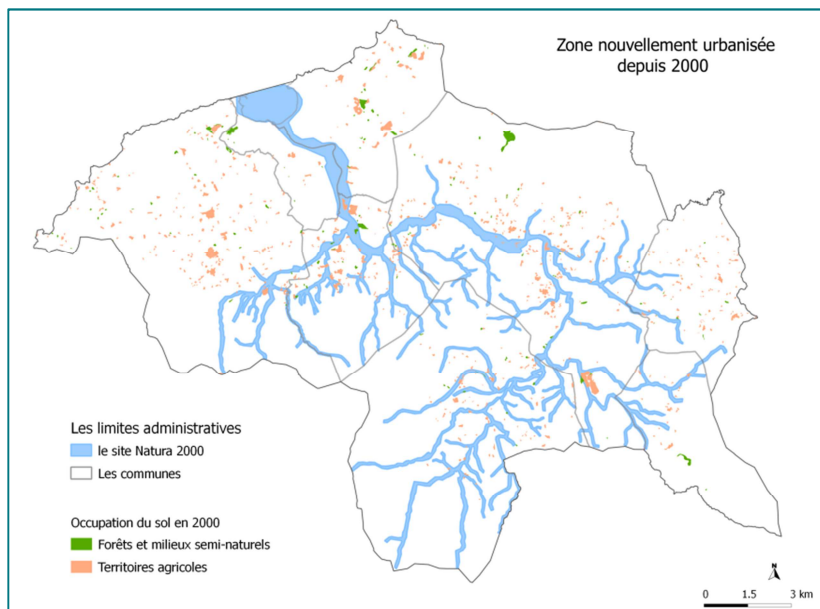 Zone nouvellement urbanisée
depuis 2000
Les limites administratives
le site Natura 2000
Les communes
Occupation du sol en 2000
Forêts et milieux semi-naturels
Territoires agricoles
N
0 1.5 3 km